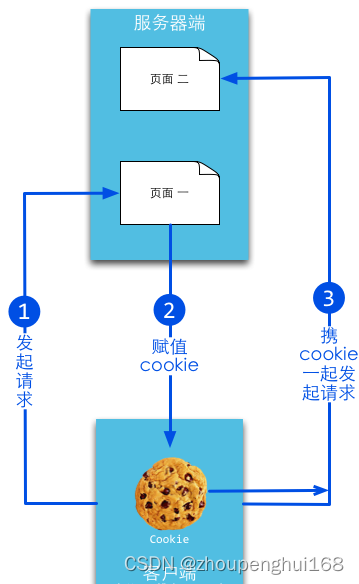 服务器端
页面 二
页面 一
1
发
起
请
求
2
赋值
cookie
3
携
cookie
一起发
起请求
Cookie
客户端
CSDN @zhoupenghui168